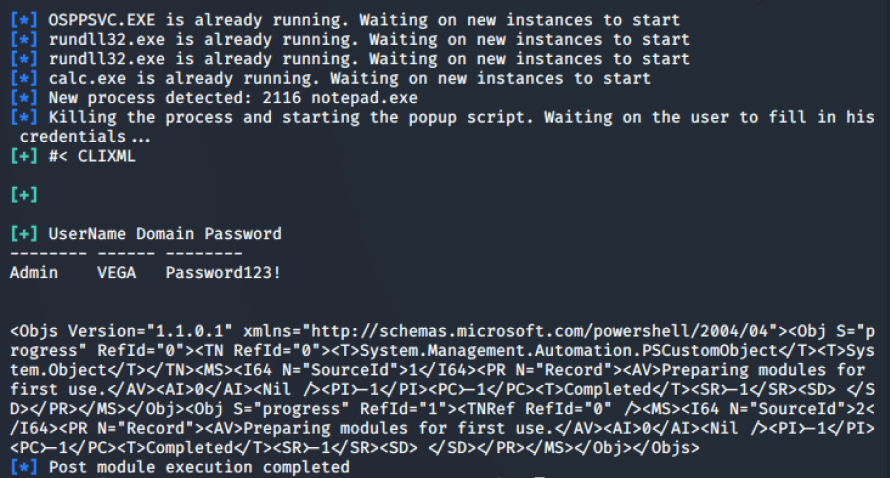 [*] OSPPSVC.EXE is already running. Waiting on new instances to start
[*] rundll32.exe is already running. Waiting on new instances to start
[*] rundll32.exe is already running. Waiting on new instances to start
[*] calc.exe is already running. Waiting on new instances to start
[*] New process detected: 2116 notepad.exe
[*] Killing the process and starting the popup script. Waiting on the user to fill in his
 credentials...
[+] #< CLIXML
[+]
[+] UserName Domain Password
-------- ------ --------
Admin    VEGA   Password123!
<Objs Version="1.1.0.1" xmlns="http://schemas.microsoft.com/powershell/2004/04"><Obj S="p
rogress" RefId="0"><TN RefId="0"><T>System.Management.Automation.PSCustomObject</T><T>Sys
tem.Object</T></TN><MS><I64 N="SourceId">1</I64><PR N="Record"><AV>Preparing modules for
first use.</AV><AI>0</AI><Nil /><PI>-1</PI><PC>-1</PC><T>Completed</T><SR>-1</SR><SD> </S
D></PR></MS></Obj><Obj S="progress" RefId="1"><TNRef RefId="0" /><MS><I64 N="SourceId">2<
/I64><PR N="Record"><AV>Preparing modules for first use.</AV><AI>0</AI><Nil /><PI>-1</PI>
<PC>-1</PC><T>Completed</T><SR>-1</SR><SD> </SD></PR></MS></Obj></Objs>
[*] Post module execution completed